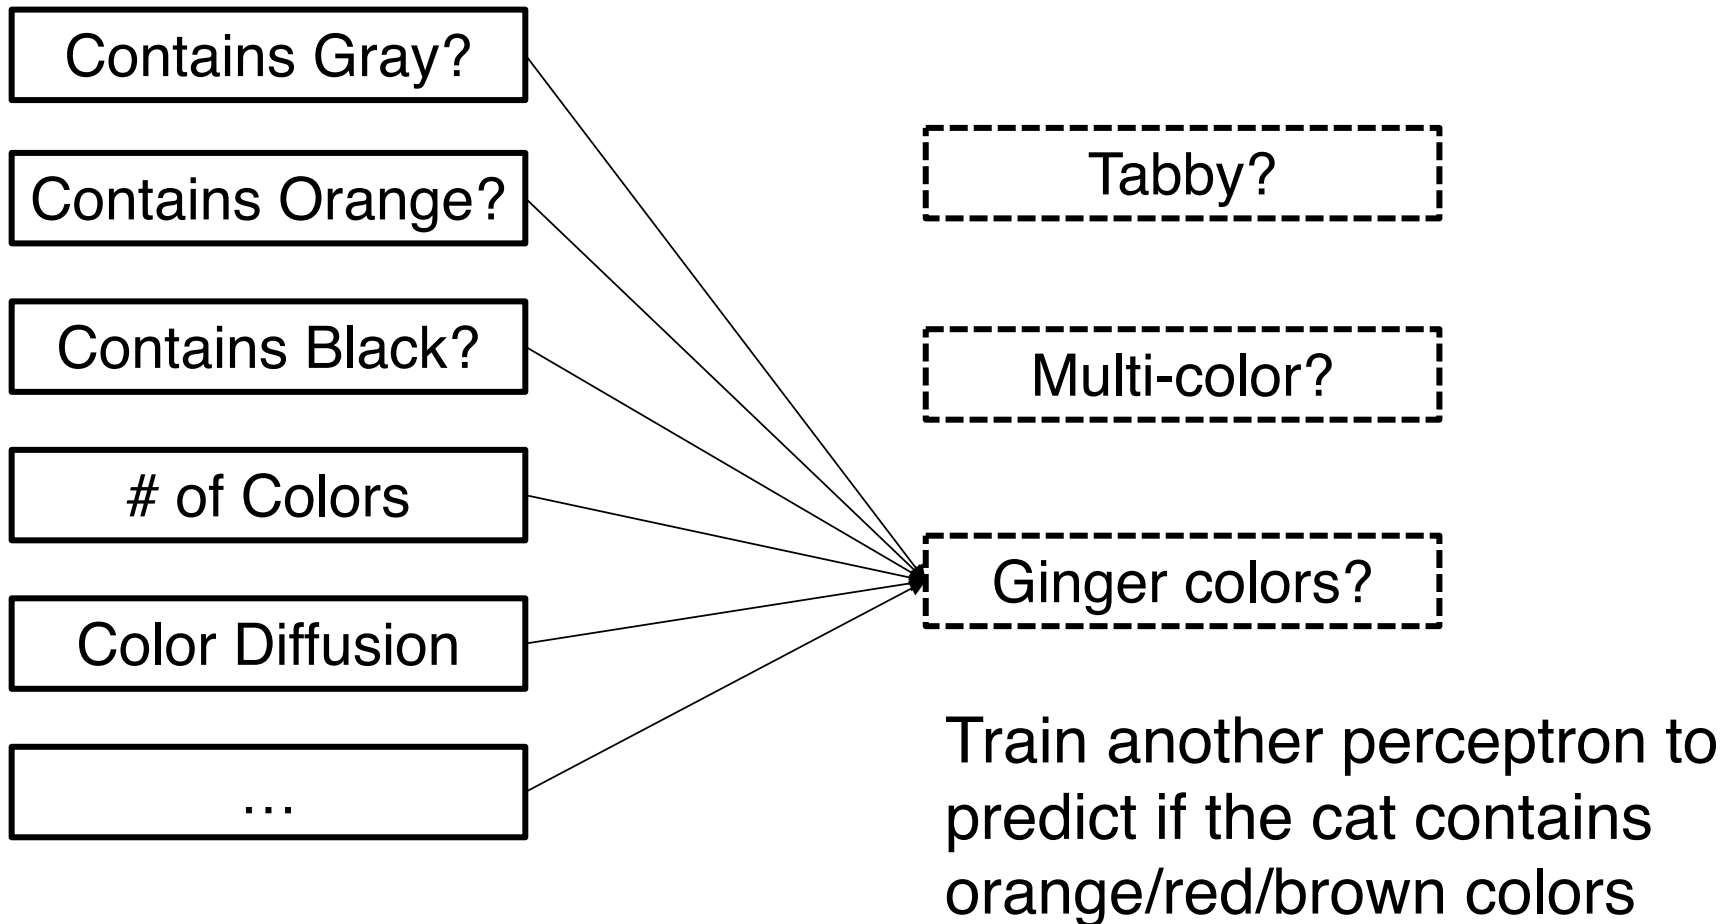 Contains Gray?
Contains Orange?
Contains Black?
# of Colors
Color Diffusion
…
Tabby?
Multi-color?
Ginger colors?
Train another perceptron to
predict if the cat contains
orange/red/brown colors